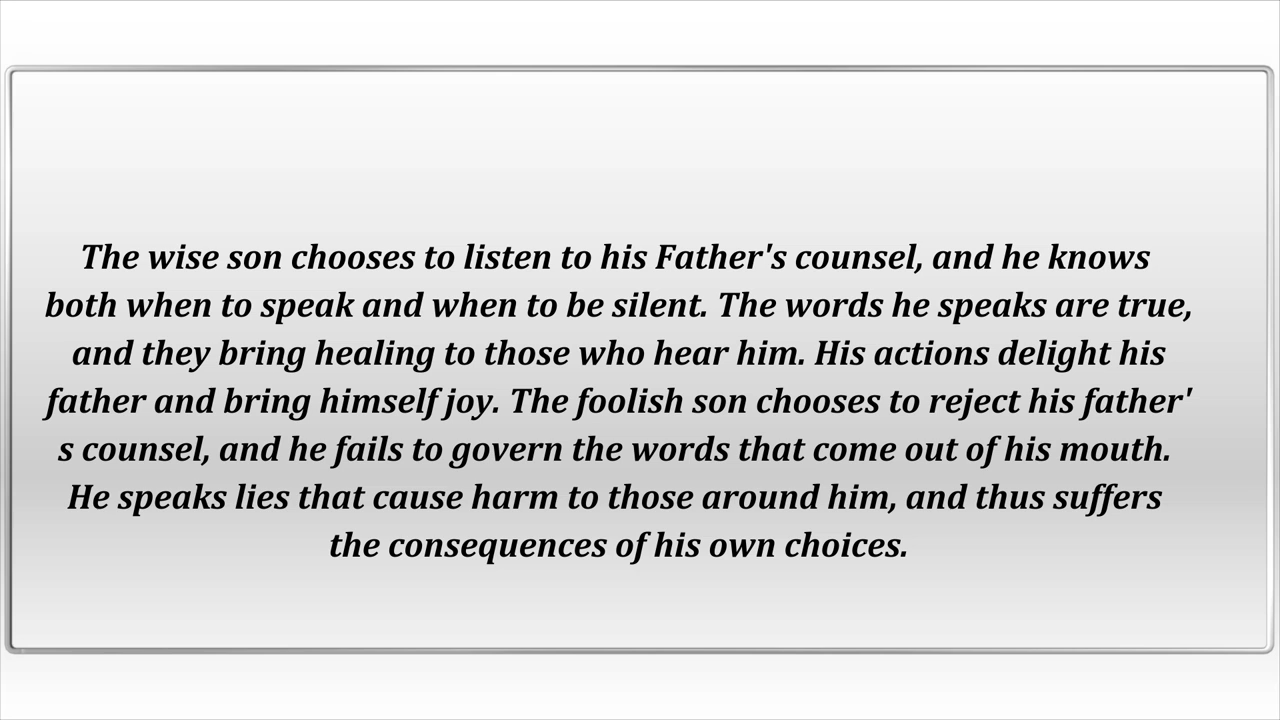 The wise son chooses to listen to his Father's counsel, and he knows
both when to speak and when to be silent. The words he speaks are true,
and they bring healing to those who hear him. His actions delight his
father and bring himself joy. The foolish son chooses to reject his father'
s counsel, and he fails to govern the words that come out of his mouth.
He speaks lies that cause harm to those around him, and thus suffers
the consequences of his own choices.